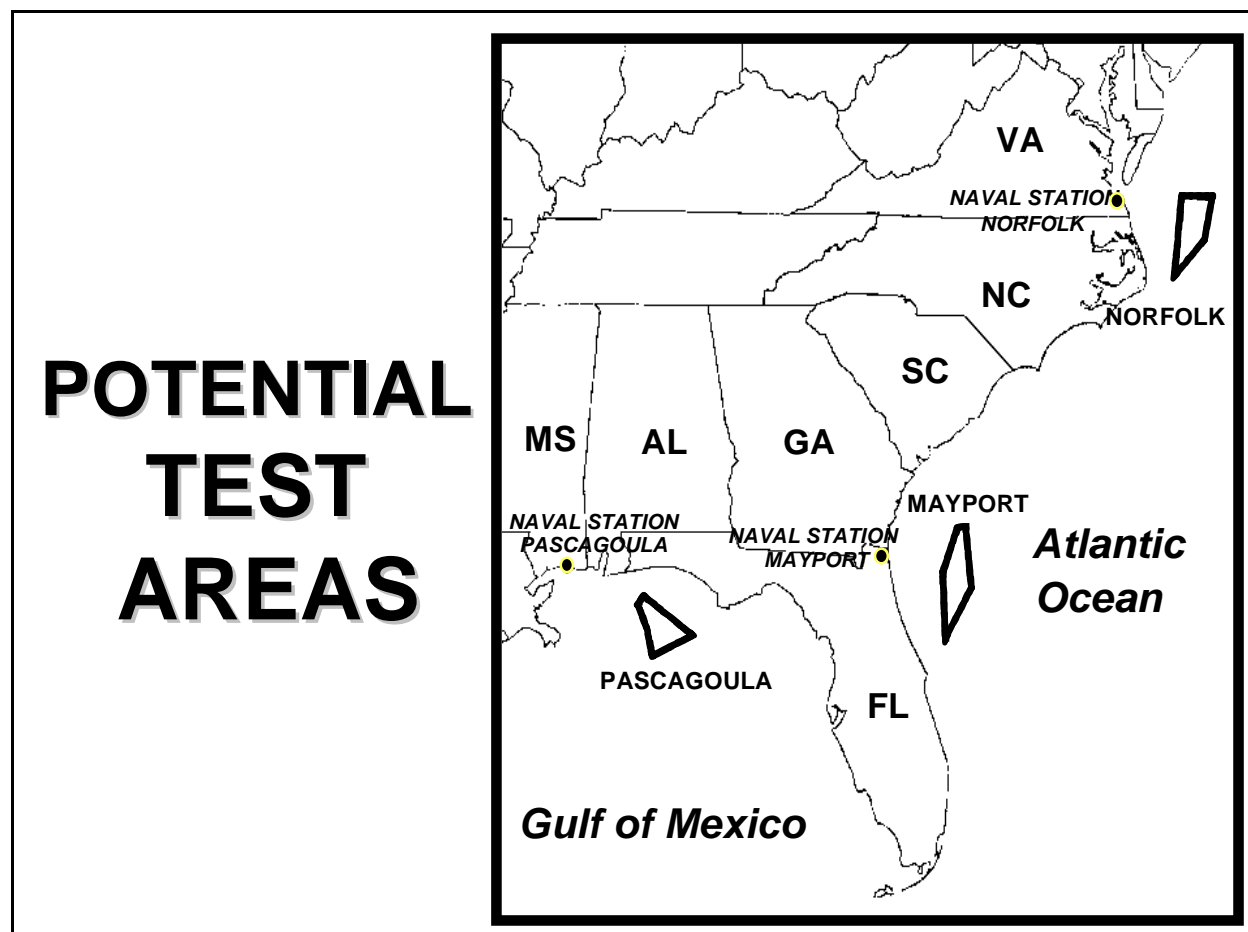 POTENTIAL
TEST
AREAS
VA
NAVAL STATION
NORFOLK
NC
NORFOLK
SC
MS
AL
GA
MAYPORT
NAVAL STATION
PASCAGOULA
NAVAL STATION
MAYPORT
Atlantic
Ocean
PASCAGOULA
FL
Gulf of Mexico